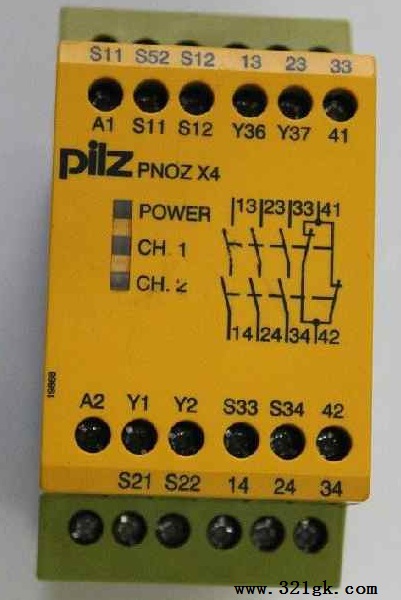 S11 S52 S12 13 23 33
A1 S11 S12 Y36 Y37 41
pilz PNOZ X4
POWER
CH. 1
CH. 2
13 23 33 41
14 24 34 42
19868
A2 Y1 Y2 S33 S34 42
S21 S22 14 24 34
www.321gk.com